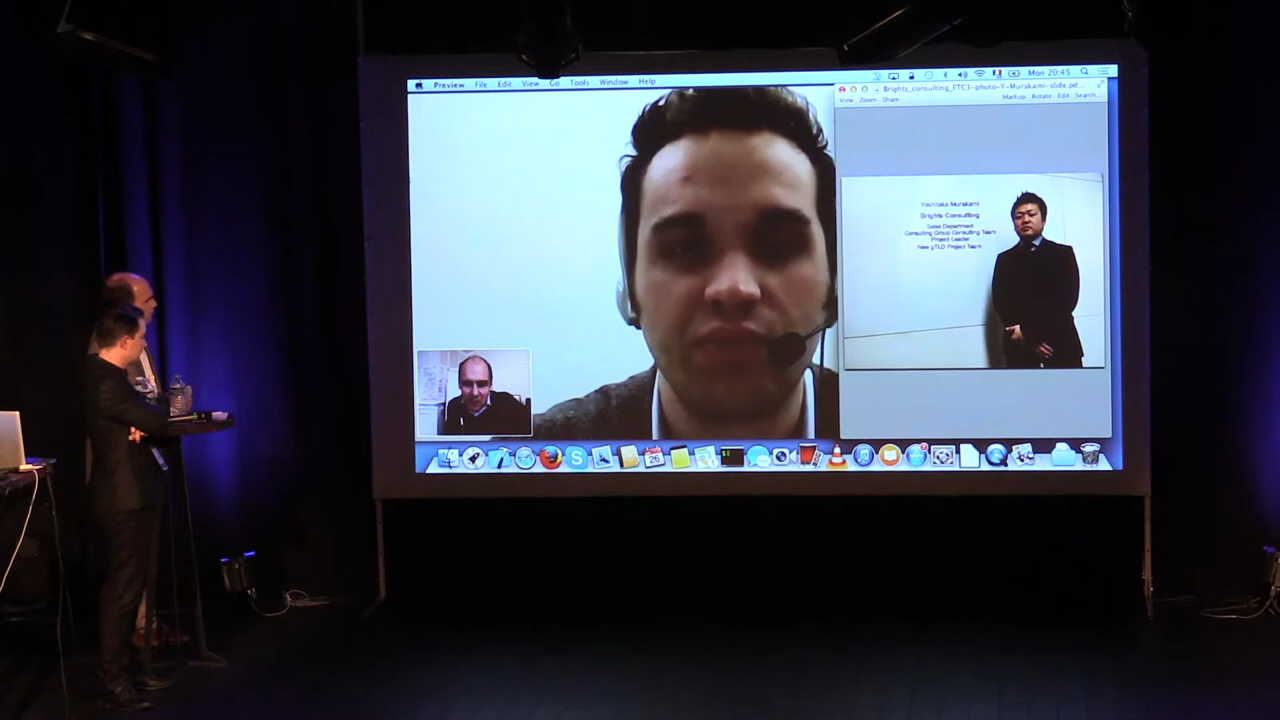 Preview File Edit View Go Tools Window Help
Mon 20:45
Brights_consulting_FTC3-photo-Y-Murakami-slide.pd...
View Zoom Share
Markup Rotate Edit Search...
Yoshitaka Murakami
Brights Consulting
Sales Department
Consulting Group Consulting Team
Project Leader
New gTLD Project Team
26